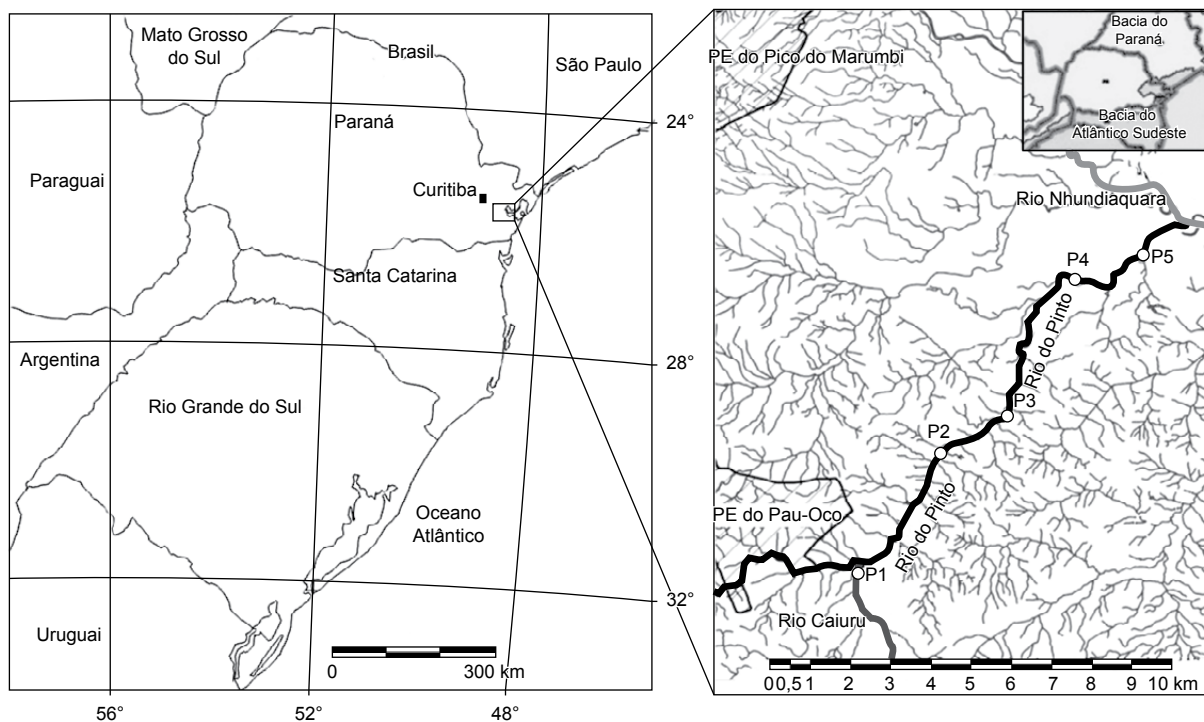 Mato Grosso
do Sul
Brasil
São Paulo
24°
Paraná
Paraguai
Curitiba
Santa Catarina
28°
Argentina
Rio Grande do Sul
Oceano
Atlântico
32°
Uruguai
0
300 km
56°
52°
48°
PE do Pico do Marumbi
Bacia do
Paraná
Bacia do
Atlântico Sudeste
Rio Nhundiaquara
P5
P4
Rio do Pinto
P3
P2
Rio do Pinto
PE do Pau-Oco
P1
Rio Caiuru
0 0,5 1 2 3 4 5 6 7 8 9 10 km